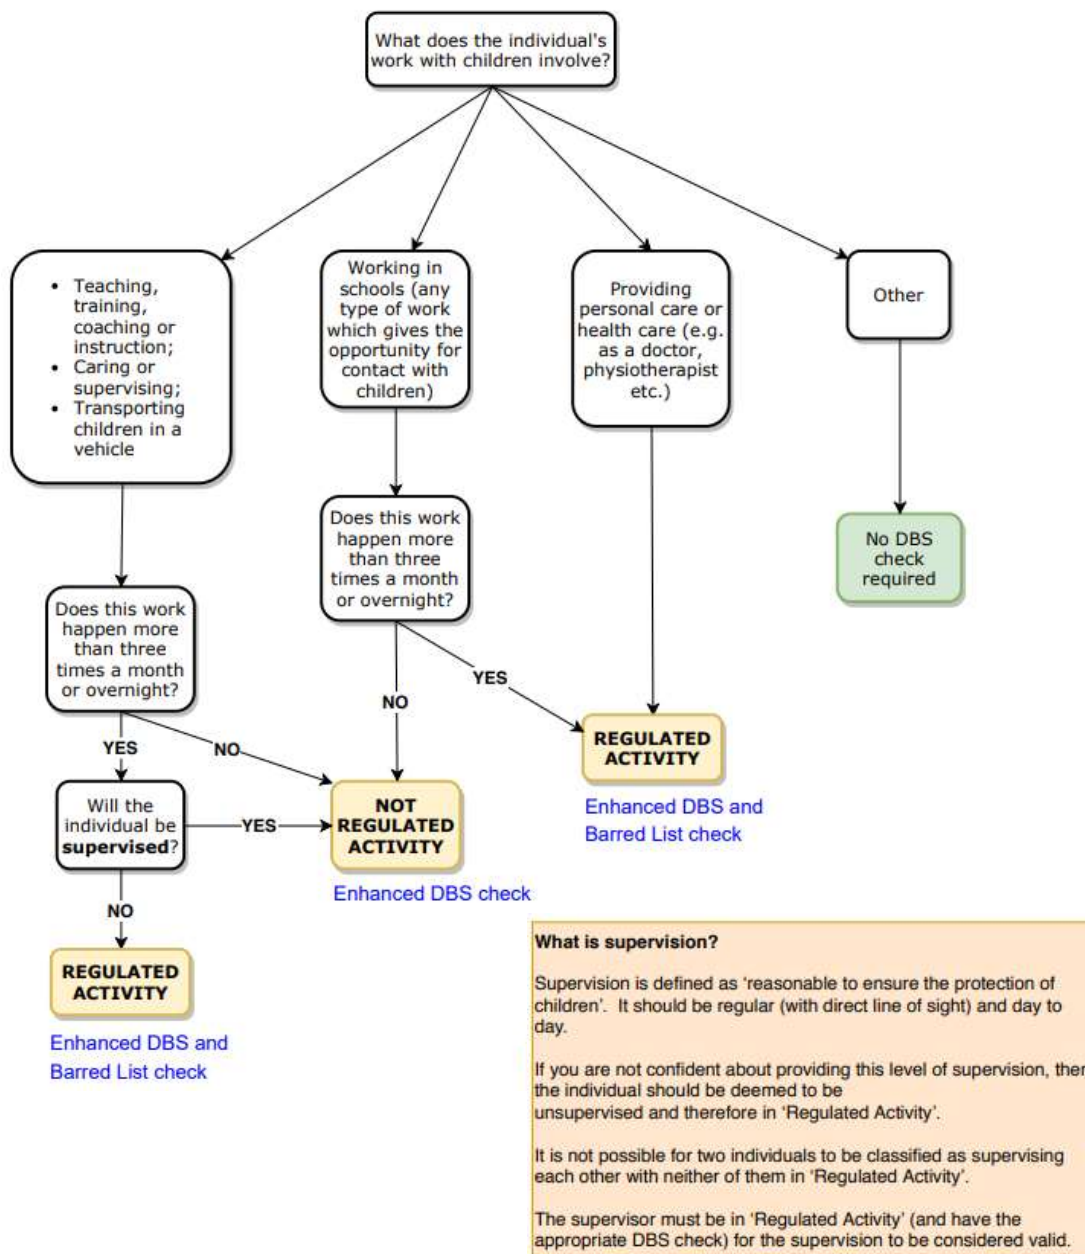 What does the individual's
work with children involve?
• Teaching,
training,
coaching or
instruction;
• Caring or
supervising;
• Transporting
children in a
vehicle
Working in
schools (any
type of work
which gives the
opportunity for
contact with
children)
Providing
personal care or
health care (e.g.
as a doctor,
physiotherapist
etc.)
Other
Does this work
happen more
than three
times a month
or overnight?
No DBS
check
required
Does this work
happen more
than three
times a month
or overnight?
YES
NO
NO
YES
REGULATED
ACTIVITY
Enhanced DBS and
Barred List check
Will the
individual be
supervised?
YES
NOT
REGULATED
ACTIVITY
Enhanced DBS check
NO
REGULATED
ACTIVITY
Enhanced DBS and
Barred List check
What is supervision?
Supervision is defined as 'reasonable to ensure the protection of
children'. It should be regular (with direct line of sight) and day to
day.
If you are not confident about providing this level of supervision, then
the individual should be deemed to be
unsupervised and therefore in 'Regulated Activity'.
It is not possible for two individuals to be classified as supervising
each other with neither of them in 'Regulated Activity'.
The supervisor must be in 'Regulated Activity' (and have the
appropriate DBS check) for the supervision to be considered valid.